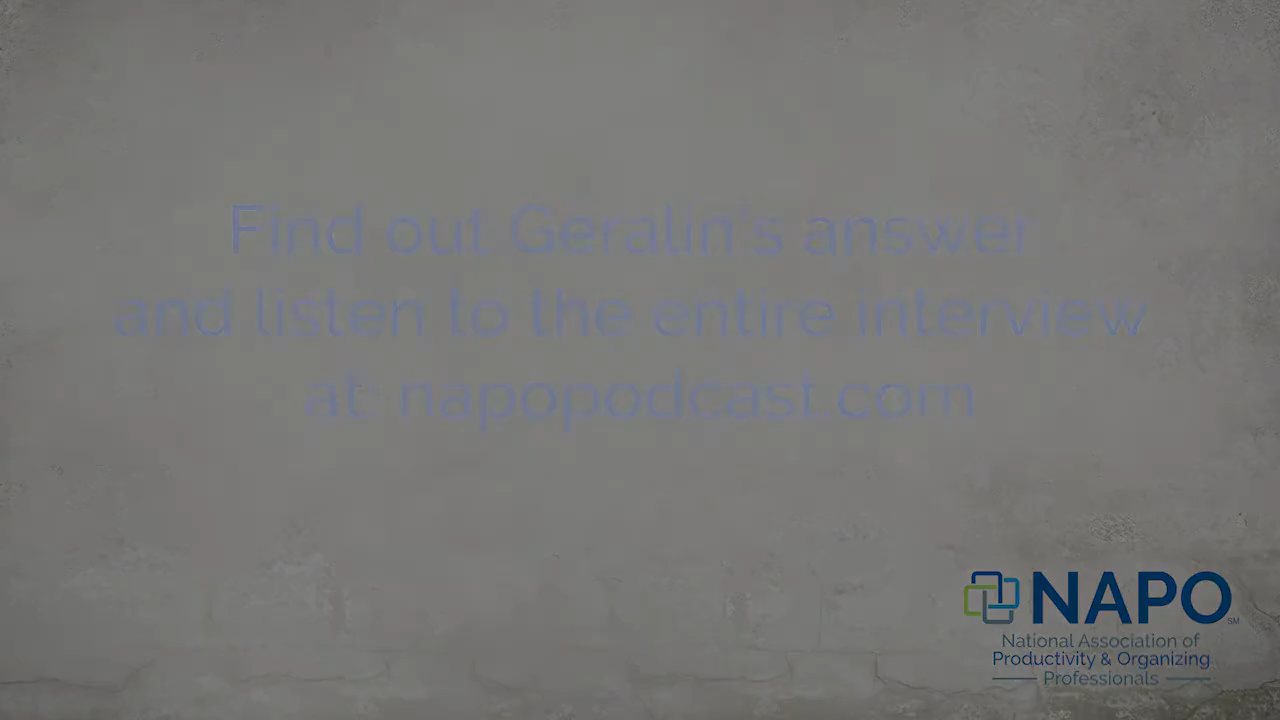 Find out Geralin's answer
and listen to the entire interview
at: napopodcast.com
NAPO SM
National Association of
Productivity & Organizing
Professionals